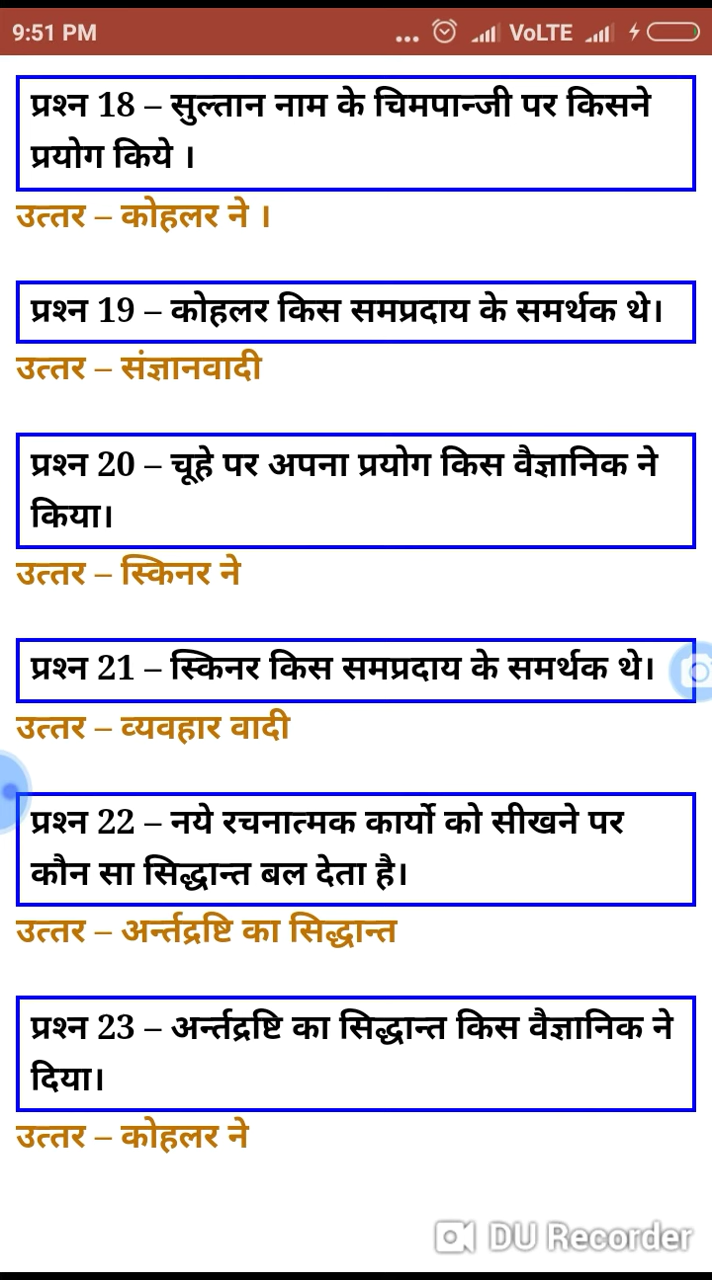 9:51 PM ... VoLTE
प्रश्न 18 – सुल्तान नाम के चिमपान्जी पर किसने
प्रयोग किये ।
उत्तर – कोहलर ने ।
प्रश्न 19 – कोहलर किस समप्रदाय के समर्थक थे।
उत्तर – संज्ञानवादी
प्रश्न 20 – चूहे पर अपना प्रयोग किस वैज्ञानिक ने
किया।
उत्तर – स्किनर ने
प्रश्न 21 – स्किनर किस समप्रदाय के समर्थक थे।
उत्तर – व्यवहार वादी
प्रश्न 22 – नये रचनात्मक कार्यो को सीखने पर
कौन सा सिद्धान्त बल देता है।
उत्तर – अर्न्तद्रष्टि का सिद्धान्त
प्रश्न 23 – अर्न्तद्रष्टि का सिद्धान्त किस वैज्ञानिक ने
दिया।
उत्तर – कोहलर ने
DU Recorder